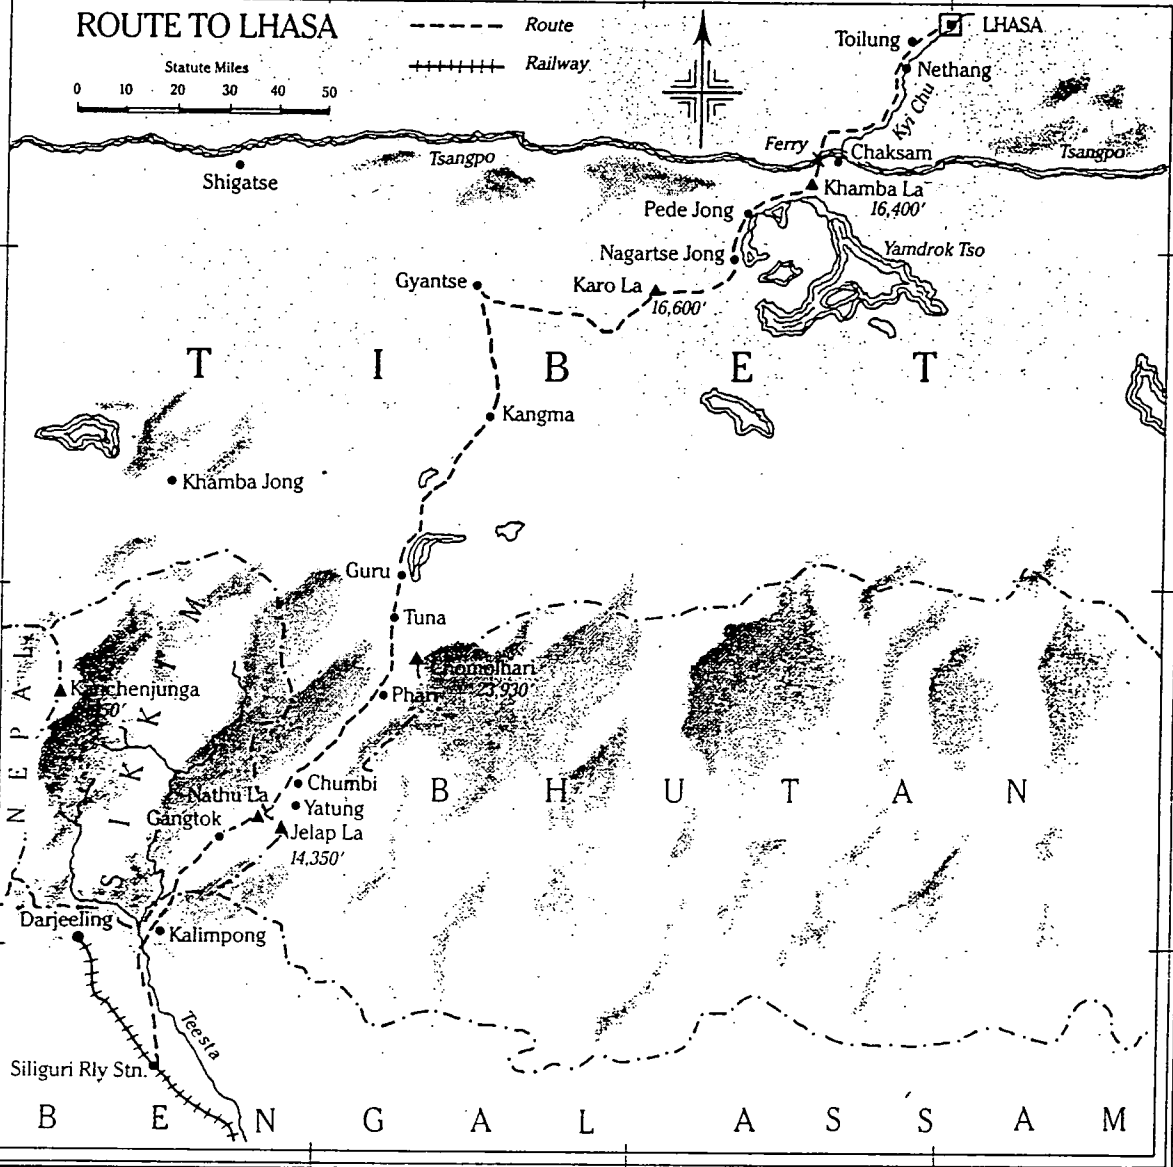 ROUTE TO LHASA
Statute Miles
0 10 20 30 40 50
Route
Railway
LHASA
Toilung
Nethang
Kyi Chu
Ferry
Chaksam
Tsangpo
Tsangpo
Shigatse
Khamba La
16,400'
Pede Jong
Nagartse Jong
Yamdrok Tso
Gyantse
Karo La
16,600'
T I B E T
Kangma
Khamba Jong
Guru
Tuna
Chomolhari
23,930'
Phari
Kanchenjunga
NEPAL
SIKKIM
Chumbi
Yatung
Nathu La
Gangtok
Jelap La
14,350'
B H U T A N
Darjeeling
Kalimpong
Teesta
Siliguri Rly Stn.
B E N G A L
A S S A M